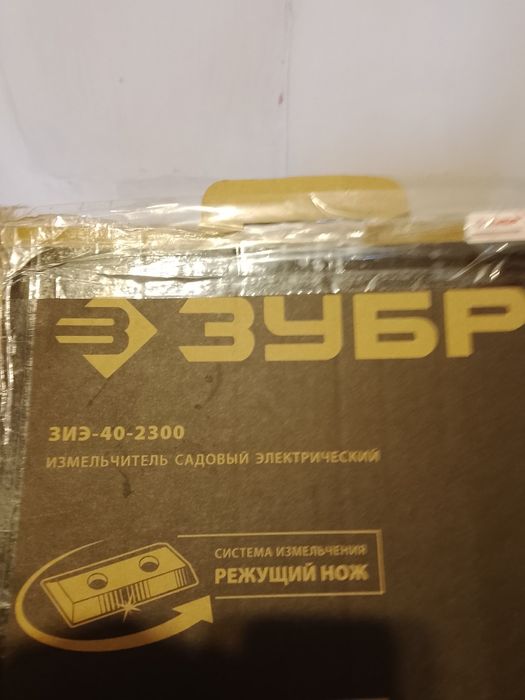 ЗУБР
ЗИЭ-40-2300
ИЗМЕЛЬЧИТЕЛЬ САДОВЫЙ ЭЛЕКТРИЧЕСКИЙ
СИСТЕМА ИЗМЕЛЬЧЕНИЯ
РЕЖУЩИЙ НОЖ